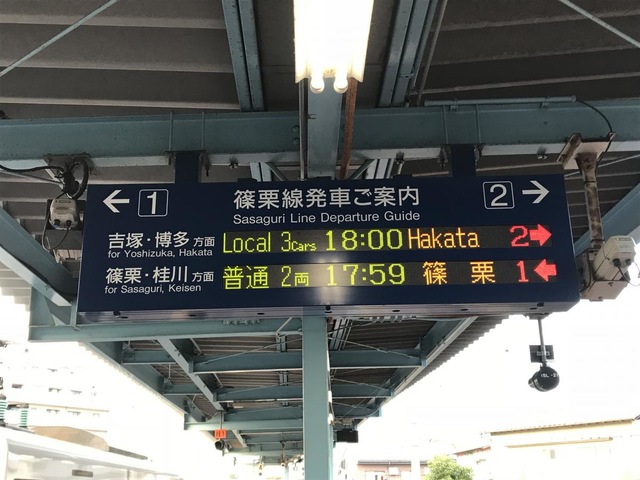 ← 1 篠栗線発車ご案内 2 →
Sasaguri Line Departure Guide
吉塚・博多 方面 Local 3Cars 18:00 Hakata 2→
for Yoshizuka, Hakata
篠栗・桂川 方面 普通 2両 17:59 篠栗 1←
for Sasaguri, Keisen